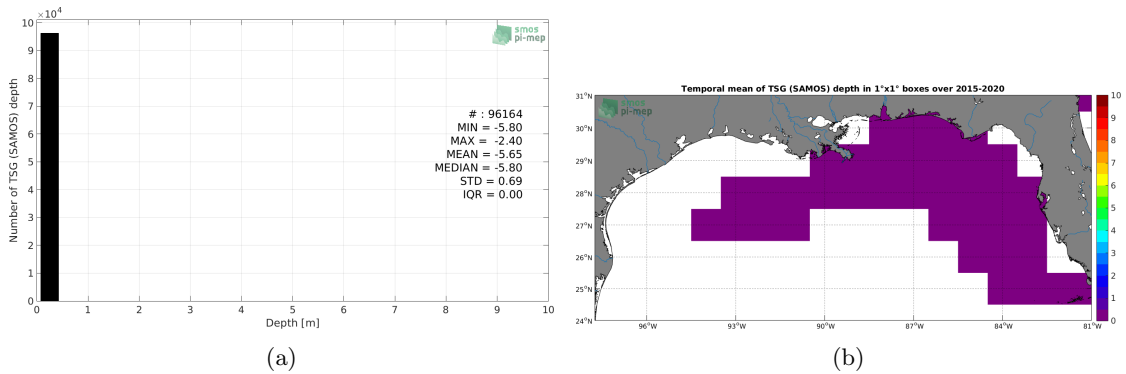 ×10⁴
10
9
8
7
6
5
4
3
2
1
0
Number of TSG (SAMOS) depth
smos
pi-mep
# : 96164
MIN = -5.80
MAX = -2.40
MEAN = -5.65
MEDIAN = -5.80
STD = 0.69
IQR = 0.00
0 1 2 3 4 5 6 7 8 9 10
Depth [m]
(a)
Temporal mean of TSG (SAMOS) depth in 1°x1° boxes over 2015-2020
smos
pi-mep
31°N
30°N
29°N
28°N
27°N
26°N
25°N
24°N
96°W 93°W 90°W 87°W 84°W 81°W
10
9
8
7
6
5
4
3
2
1
0
(b)